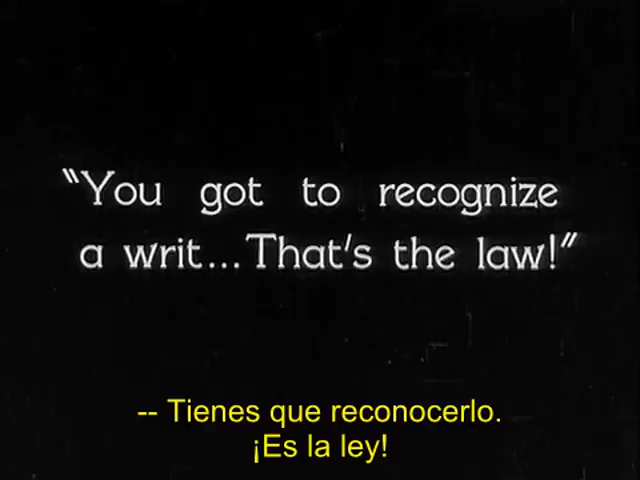 "You got to recognize
a writ...That's the law!"
-- Tienes que reconocerlo.
¡Es la ley!